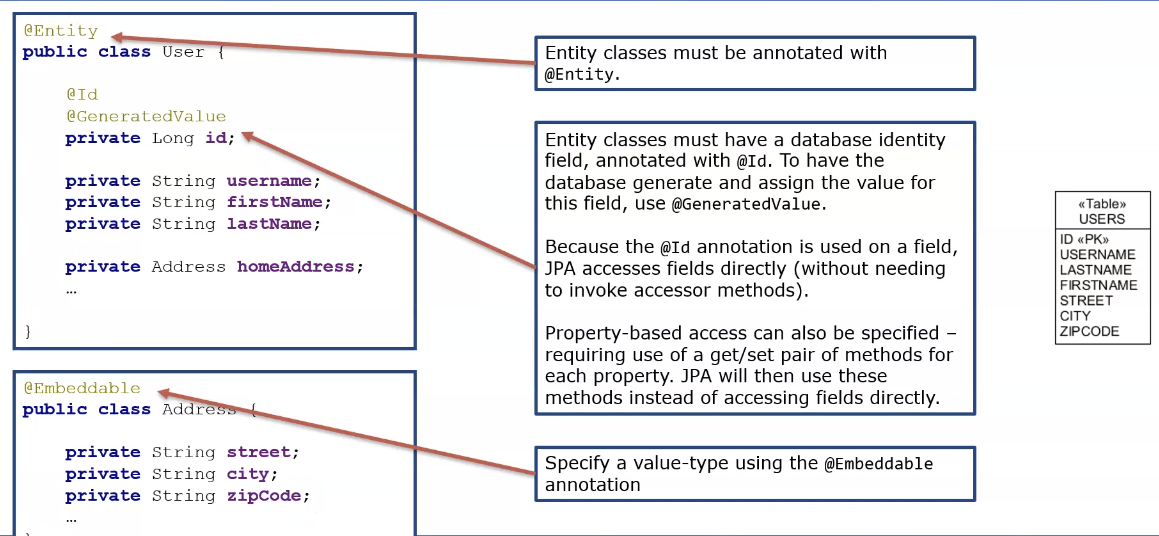 @Entity
public class User {
@Id
@GeneratedValue
private Long id;
private String username;
private String firstName;
private String lastName;
private Address homeAddress;
…
}
@Embeddable
public class Address {
private String street;
private String city;
private String zipCode;
…
Entity classes must be annotated with
@Entity.
Entity classes must have a database identity
field, annotated with @Id. To have the
database generate and assign the value for
this field, use @GeneratedValue.
Because the @Id annotation is used on a field,
JPA accesses fields directly (without needing
to invoke accessor methods).
Property-based access can also be specified –
requiring use of a get/set pair of methods for
each property. JPA will then use these
methods instead of accessing fields directly.
Specify a value-type using the @Embeddable
annotation
«Table»
USERS
ID «PK»
USERNAME
LASTNAME
FIRSTNAME
STREET
CITY
ZIPCODE